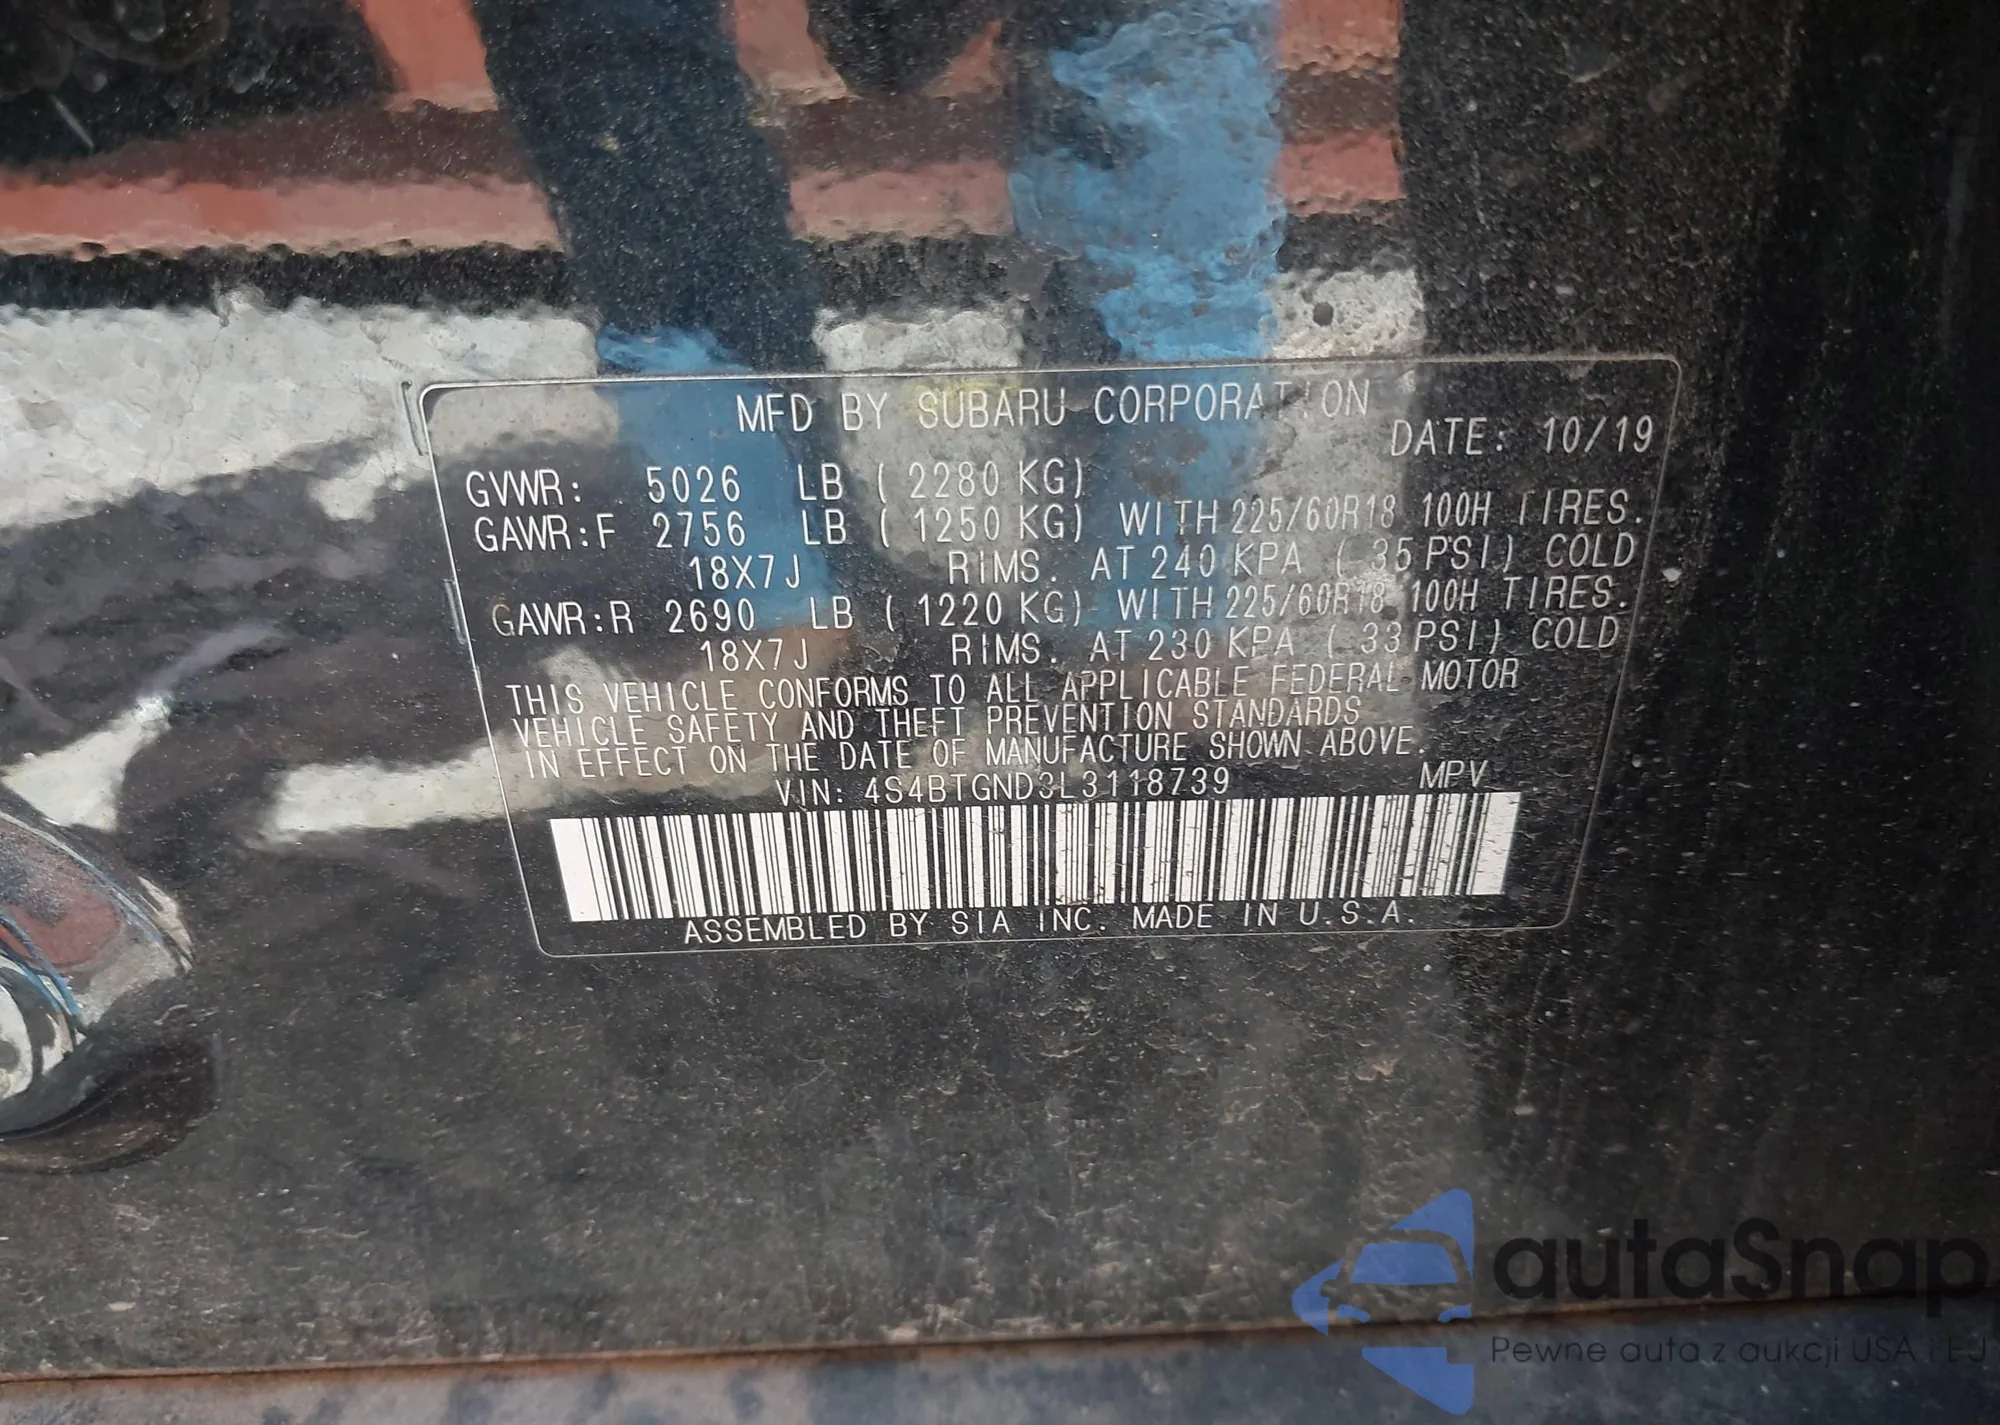 MFD BY SUBARU CORPORATION
DATE: 10/19
GVWR: 5026 LB ( 2280 KG)
GAWR:F 2756 LB ( 1250 KG) WITH 225/60R18 100H TIRES.
18X7J RIMS. AT 240 KPA ( 35 PSI) COLD
GAWR:R 2690 LB ( 1220 KG) WITH 225/60R18 100H TIRES.
18X7J RIMS. AT 230 KPA ( 33 PSI) COLD
THIS VEHICLE CONFORMS TO ALL APPLICABLE FEDERAL MOTOR
VEHICLE SAFETY AND THEFT PREVENTION STANDARDS
IN EFFECT ON THE DATE OF MANUFACTURE SHOWN ABOVE.
VIN: 4S4BTGND3L3118739 MPV
ASSEMBLED BY SIA INC. MADE IN U.S.A.
autaSnap
Pewne auta z aukcji USA i EJ